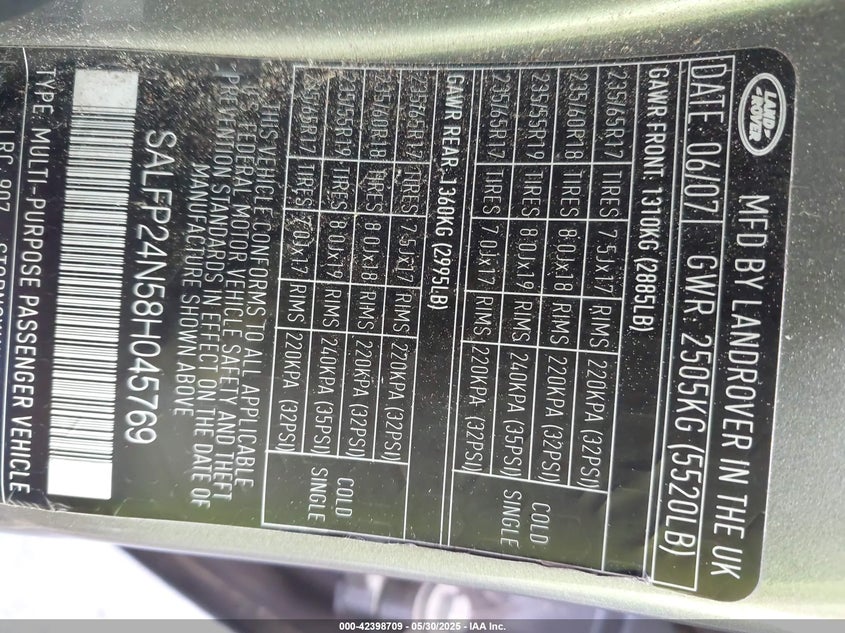 LAND-
ROVER
MFD BY LANDROVER IN THE UK
DATE 06/07 GWR 2505KG (5520LB)
GAWR FRONT 1310KG (2885LB)
235/65R17 TIRES 7.5Jx17 RIMS 220KPA (32PSI)
235/60R18 TIRES 8.0Jx18 RIMS 220KPA (32PSI)
235/55R19 TIRES 8.0Jx19 RIMS 240KPA (35PSI)
235/65R17 TIRES 7.0Jx17 RIMS 220KPA (32PSI)
COLD
SINGLE
GAWR REAR 1360KG (2995LB)
235/65R17 TIRES 7.5Jx17 RIMS 220KPA (32PSI)
235/60R18 TIRES 8.0Jx18 RIMS 220KPA (32PSI)
235/55R19 TIRES 8.0Jx19 RIMS 240KPA (35PSI)
235/65R17 TIRES 7.0Jx17 RIMS 220KPA (32PSI)
COLD
SINGLE
THIS VEHICLE CONFORMS TO ALL APPLICABLE
FEDERAL MOTOR VEHICLE SAFETY AND THEFT
PREVENTION STANDARDS IN EFFECT ON THE DATE OF
MANUFACTURE SHOWN ABOVE
SALFP24N58H045769
TYPE: MULTI-PURPOSE PASSENGER VEHICLE
LRC: 907
000-42398709 - 05/30/2025 - IAA Inc.